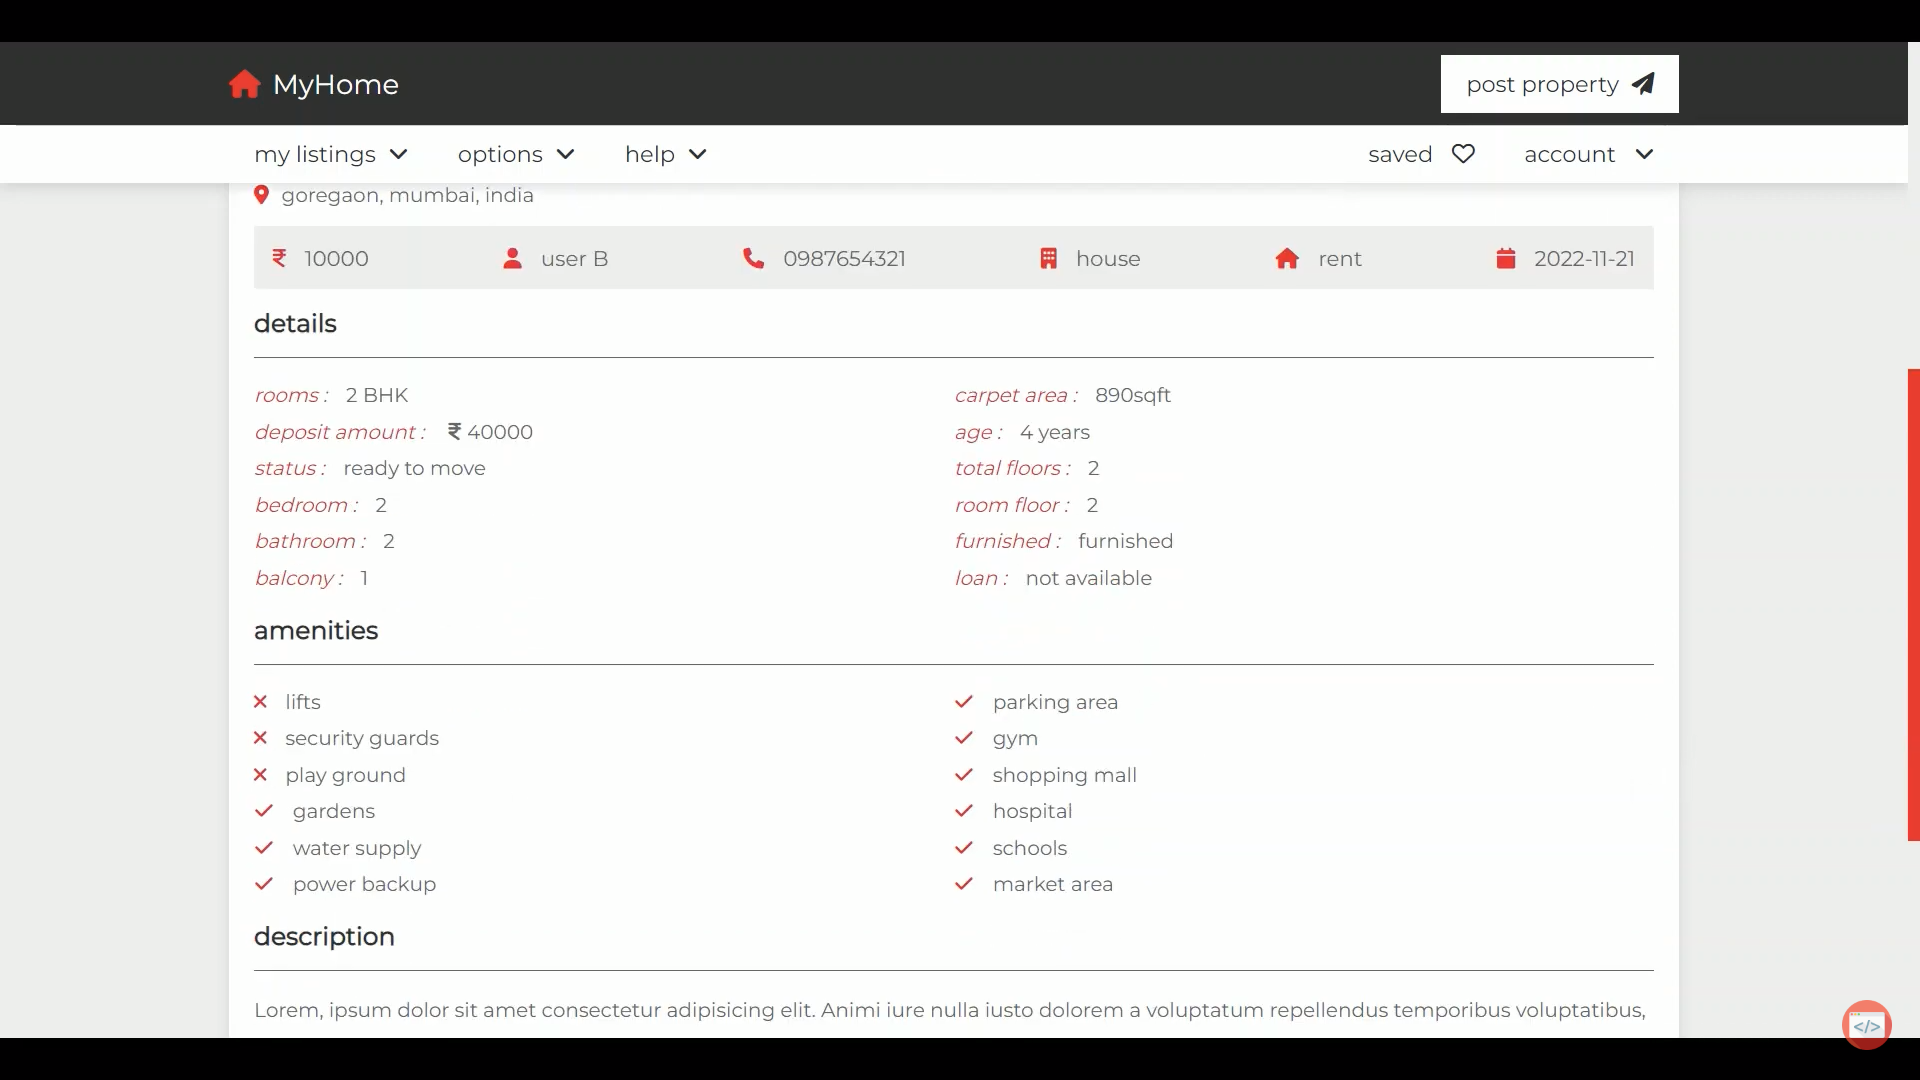 MyHome
post property
my listings
options
help
saved
account
goregaon, mumbai, india
₹ 10000
user B
0987654321
house
rent
2022-11-21
details
rooms : 2 BHK
deposit amount : ₹ 40000
status : ready to move
bedroom : 2
bathroom : 2
balcony : 1
carpet area : 890sqft
age : 4 years
total floors : 2
room floor : 2
furnished : furnished
loan : not available
amenities
lifts
security guards
play ground
gardens
water supply
power backup
parking area
gym
shopping mall
hospital
schools
market area
description
Lorem, ipsum dolor sit amet consectetur adipisicing elit. Animi iure nulla iusto dolorem a voluptatum repellendus temporibus voluptatibus,
</>